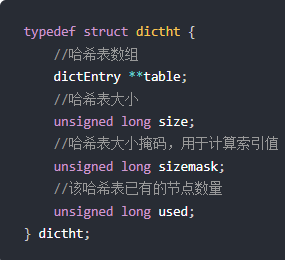 typedef struct dictht {
    //哈希表数组
    dictEntry **table;
    //哈希表大小
    unsigned long size;
    //哈希表大小掩码，用于计算索引值
    unsigned long sizemask;
    //该哈希表已有的节点数量
    unsigned long used;
} dictht;